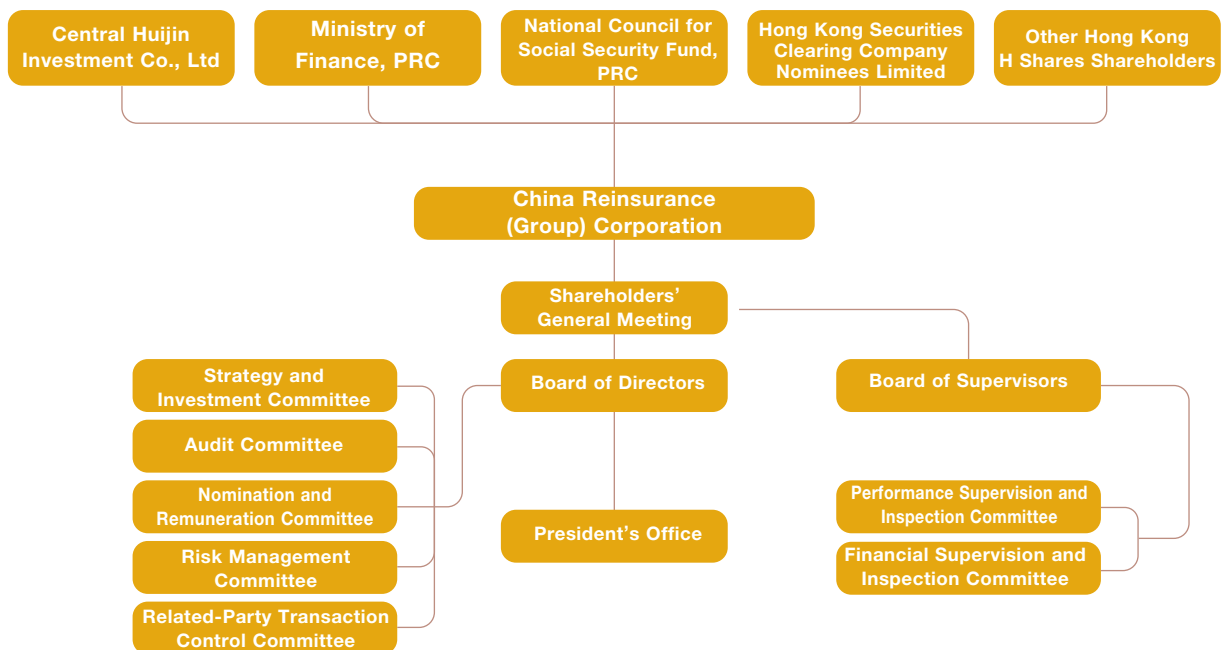 Central Huijin
Investment Co., Ltd
Ministry of
Finance, PRC
National Council for
Social Security Fund,
PRC
Hong Kong Securities
Clearing Company
Nominees Limited
Other Hong Kong
H Shares Shareholders
China Reinsurance
(Group) Corporation
Shareholders’
General Meeting
Strategy and
Investment Committee
Audit Committee
Nomination and
Remuneration Committee
Risk Management
Committee
Related-Party Transaction
Control Committee
Board of Directors
President’s Office
Board of Supervisors
Performance Supervision and
Inspection Committee
Financial Supervision and
Inspection Committee